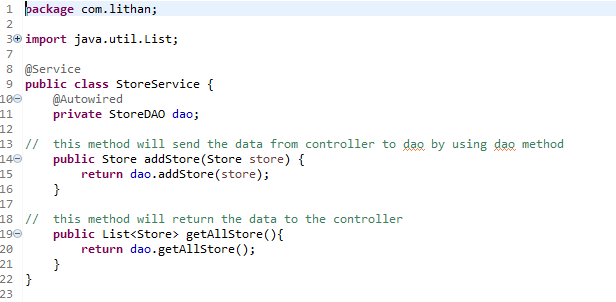 1 package com.lithan;
2
3 import java.util.List;
7
8 @Service
9 public class StoreService {
10 @Autowired
11 private StoreDAO dao;
12
13 // this method will send the data from controller to dao by using dao method
14 public Store addStore(Store store) {
15 return dao.addStore(store);
16 }
17
18 // this method will return the data to the controller
19 public List<Store> getAllStore(){
20 return dao.getAllStore();
21 }
22 }
23